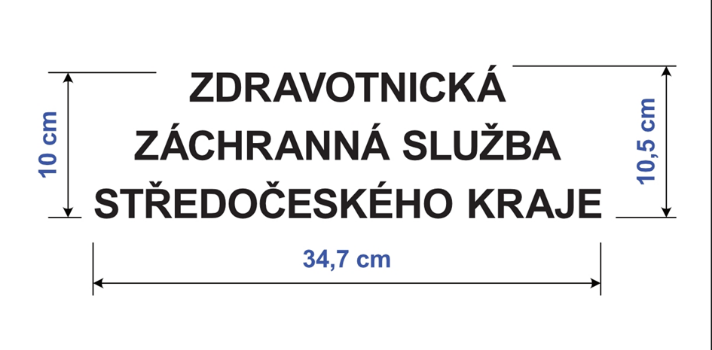 ZDRAVOTNICKÁ
ZÁCHRANNÁ SLUŽBA
STŘEDOČESKÉHO KRAJE
10 cm
10,5 cm
34,7 cm